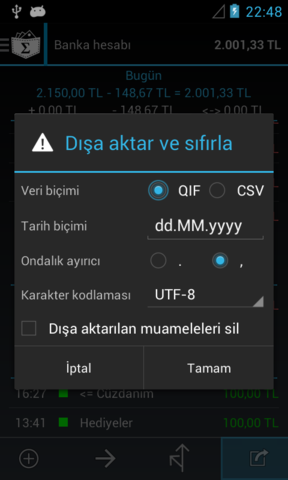 22:48
Banka hesabı 2.001,33 TL
Bugün
2.150,00 TL - 148,67 TL = 2.001,33 TL
+ 0,00 TL - 148,67 TL <-> 0,00 TL
Dışa aktar ve sıfırla
Veri biçimi QIF CSV
Tarih biçimi dd.MM.yyyy
Ondalık ayırıcı . ,
Karakter kodlaması UTF-8
Dışa aktarılan muameleleri sil
İptal Tamam
16:27 <= Cüzdanım 100,00 TL
13:41 Hediyeler 100,00 TL